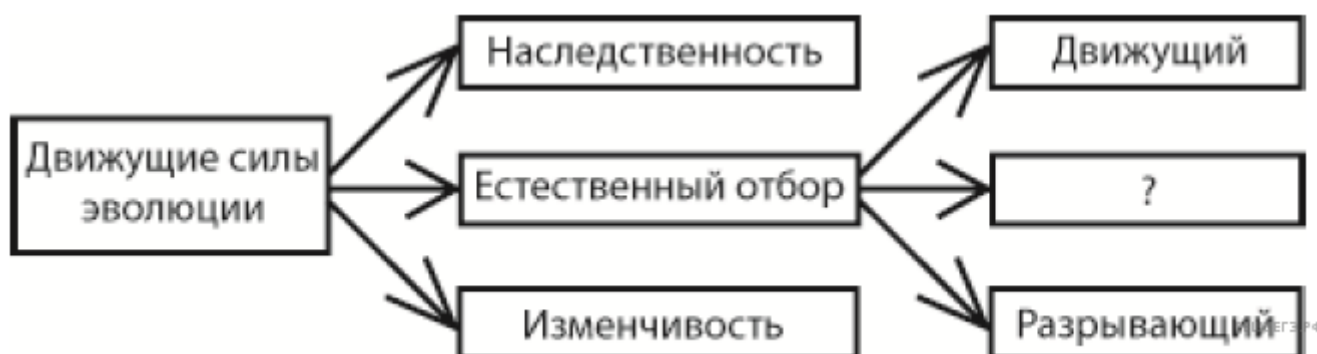 Наследственность
Движущий
Движущие силы
эволюции
Естественный отбор
?
Изменчивость
Разрывающий